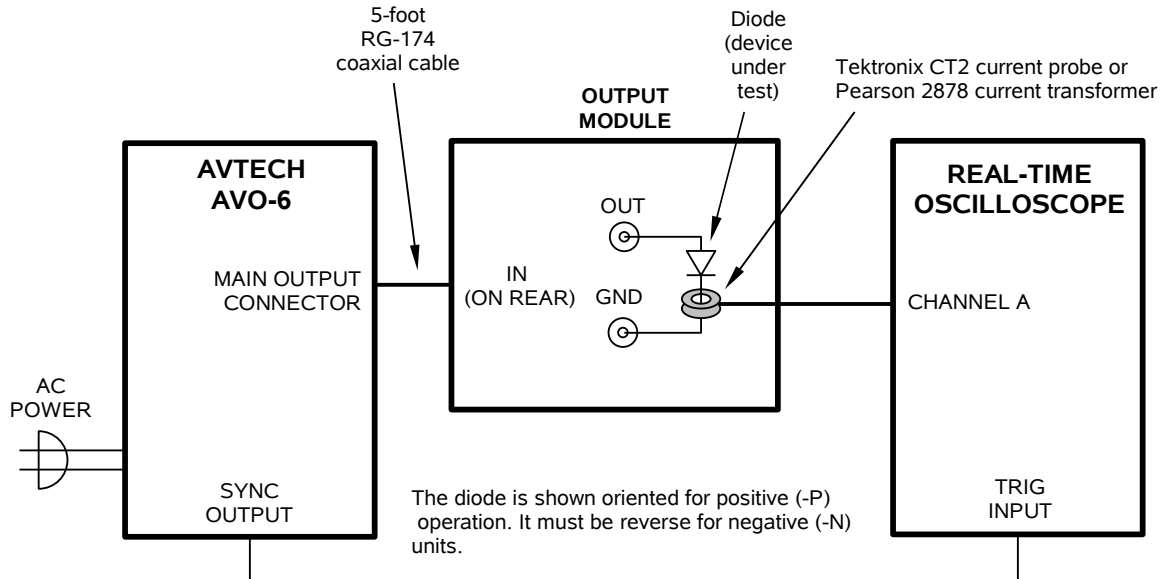 5-foot
RG-174
coaxial cable
Diode
(device
under
test)
Tektronix CT2 current probe or
Pearson 2878 current transformer
OUTPUT
MODULE
AVTECH
AVO-6
REAL-TIME
OSCILLOSCOPE
OUT
MAIN OUTPUT
CONNECTOR
IN
(ON REAR)
GND
CHANNEL A
AC
POWER
SYNC
OUTPUT
The diode is shown oriented for positive (-P)
operation. It must be reverse for negative (-N)
units.
TRIG
INPUT